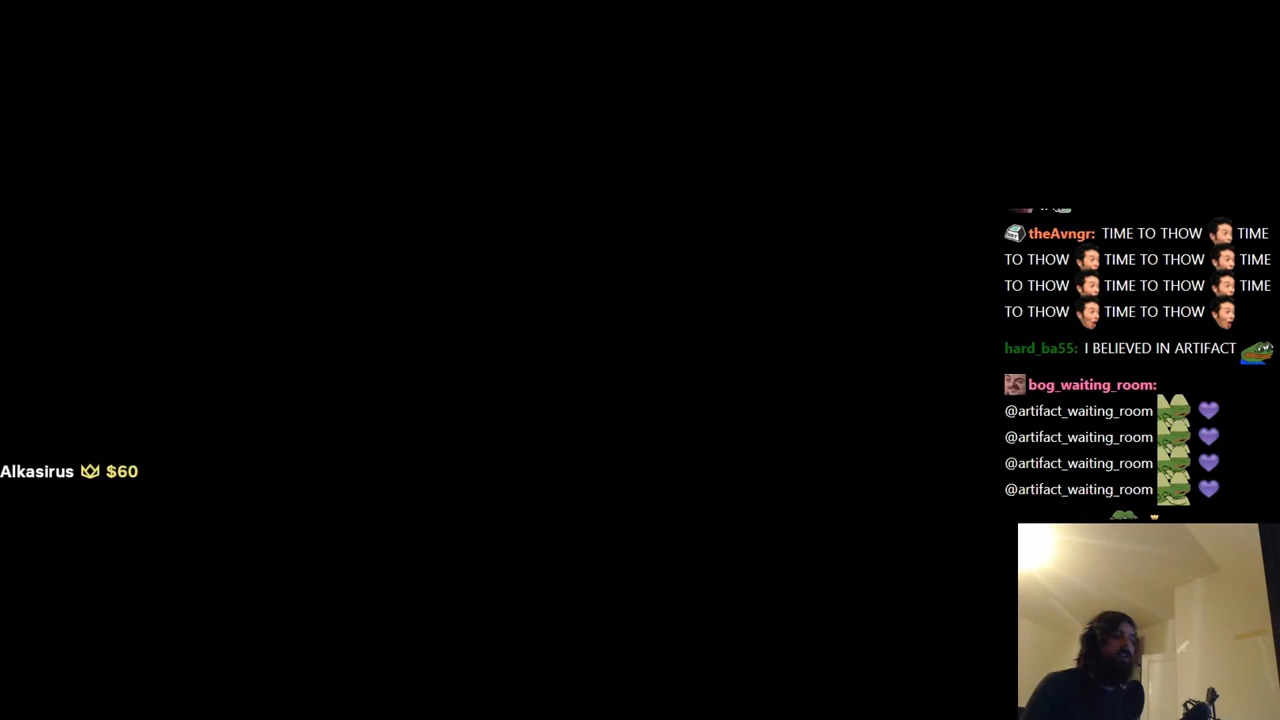 theAvngr: TIME TO THOW TIME
TO THOW TIME TO THOW TIME
TO THOW TIME TO THOW TIME
TO THOW TIME TO THOW
hard_ba55: I BELIEVED IN ARTIFACT
bog_waiting_room:
@artifact_waiting_room
@artifact_waiting_room
@artifact_waiting_room
Alkasirus $60
@artifact_waiting_room